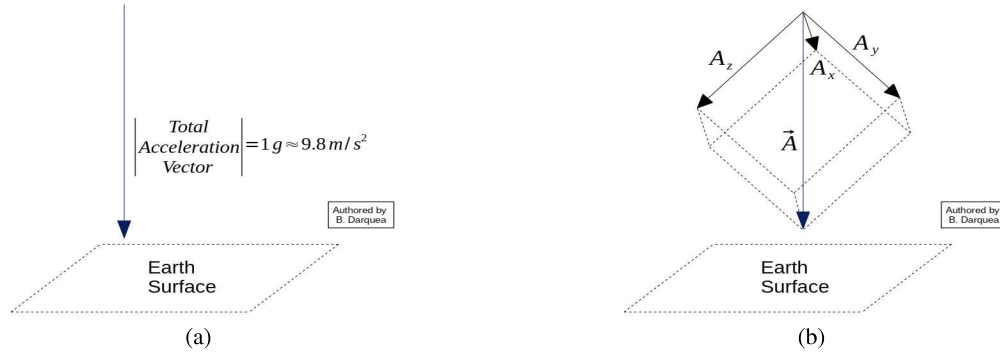 Total
Acceleration
Vector
=1 g≈9.8 m/s²
Authored by
B. Darquea
Earth
Surface
(a)
A_z
A_y
A_x
A⃗
Authored by
B. Darquea
Earth
Surface
(b)